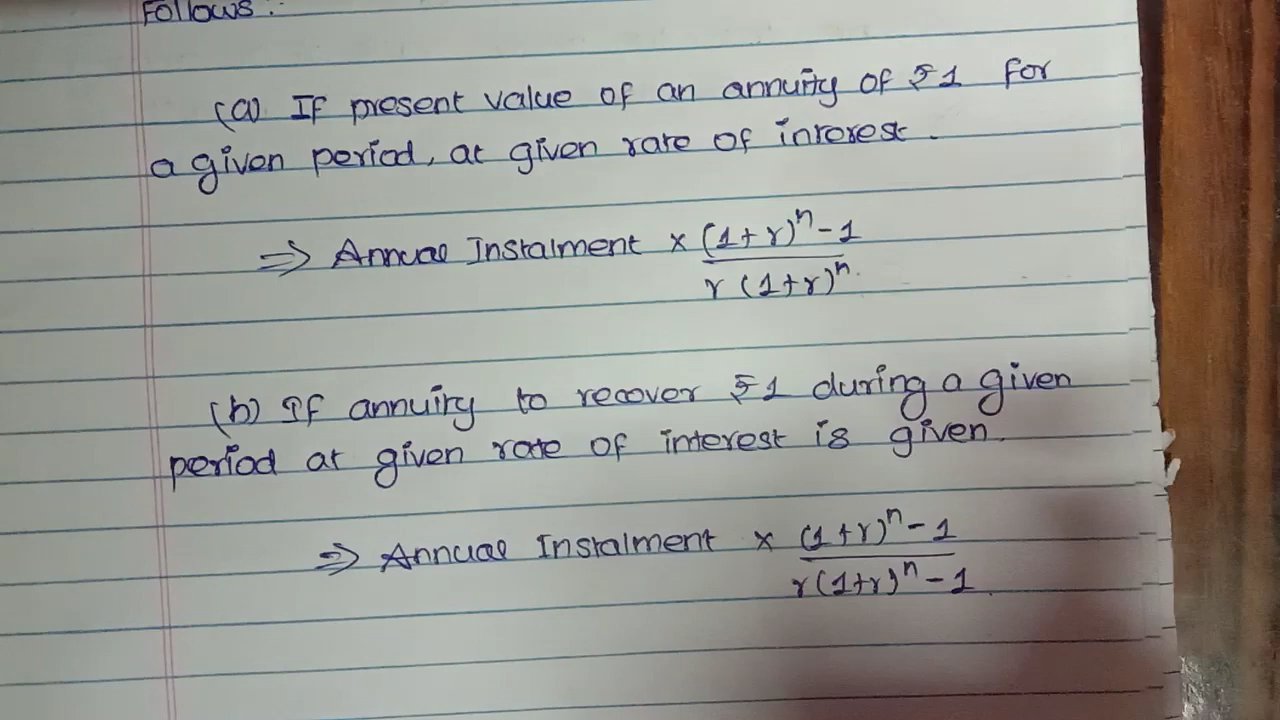 Follows :-
(a) If present value of an annuity of ₹1 for
a given period, at given rate of interest.
⇒ Annual Instalment × (1+r)^n - 1
r (1+r)^n.
(b) If annuity to recover ₹1 during a given
period at given rate of interest is given.
⇒ Annual Instalment × (1+r)^n - 1
r(1+r)^n - 1.